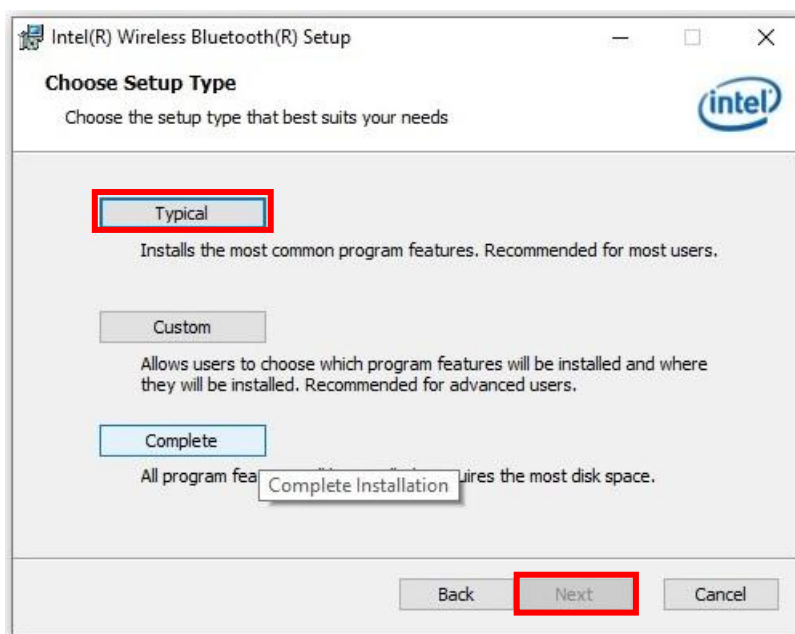 Intel(R) Wireless Bluetooth(R) Setup
Choose Setup Type
Choose the setup type that best suits your needs
intel
Typical
Installs the most common program features. Recommended for most users.
Custom
Allows users to choose which program features will be installed and where
they will be installed. Recommended for advanced users.
Complete
All program fea uires the most disk space.
Complete Installation
Back Next Cancel